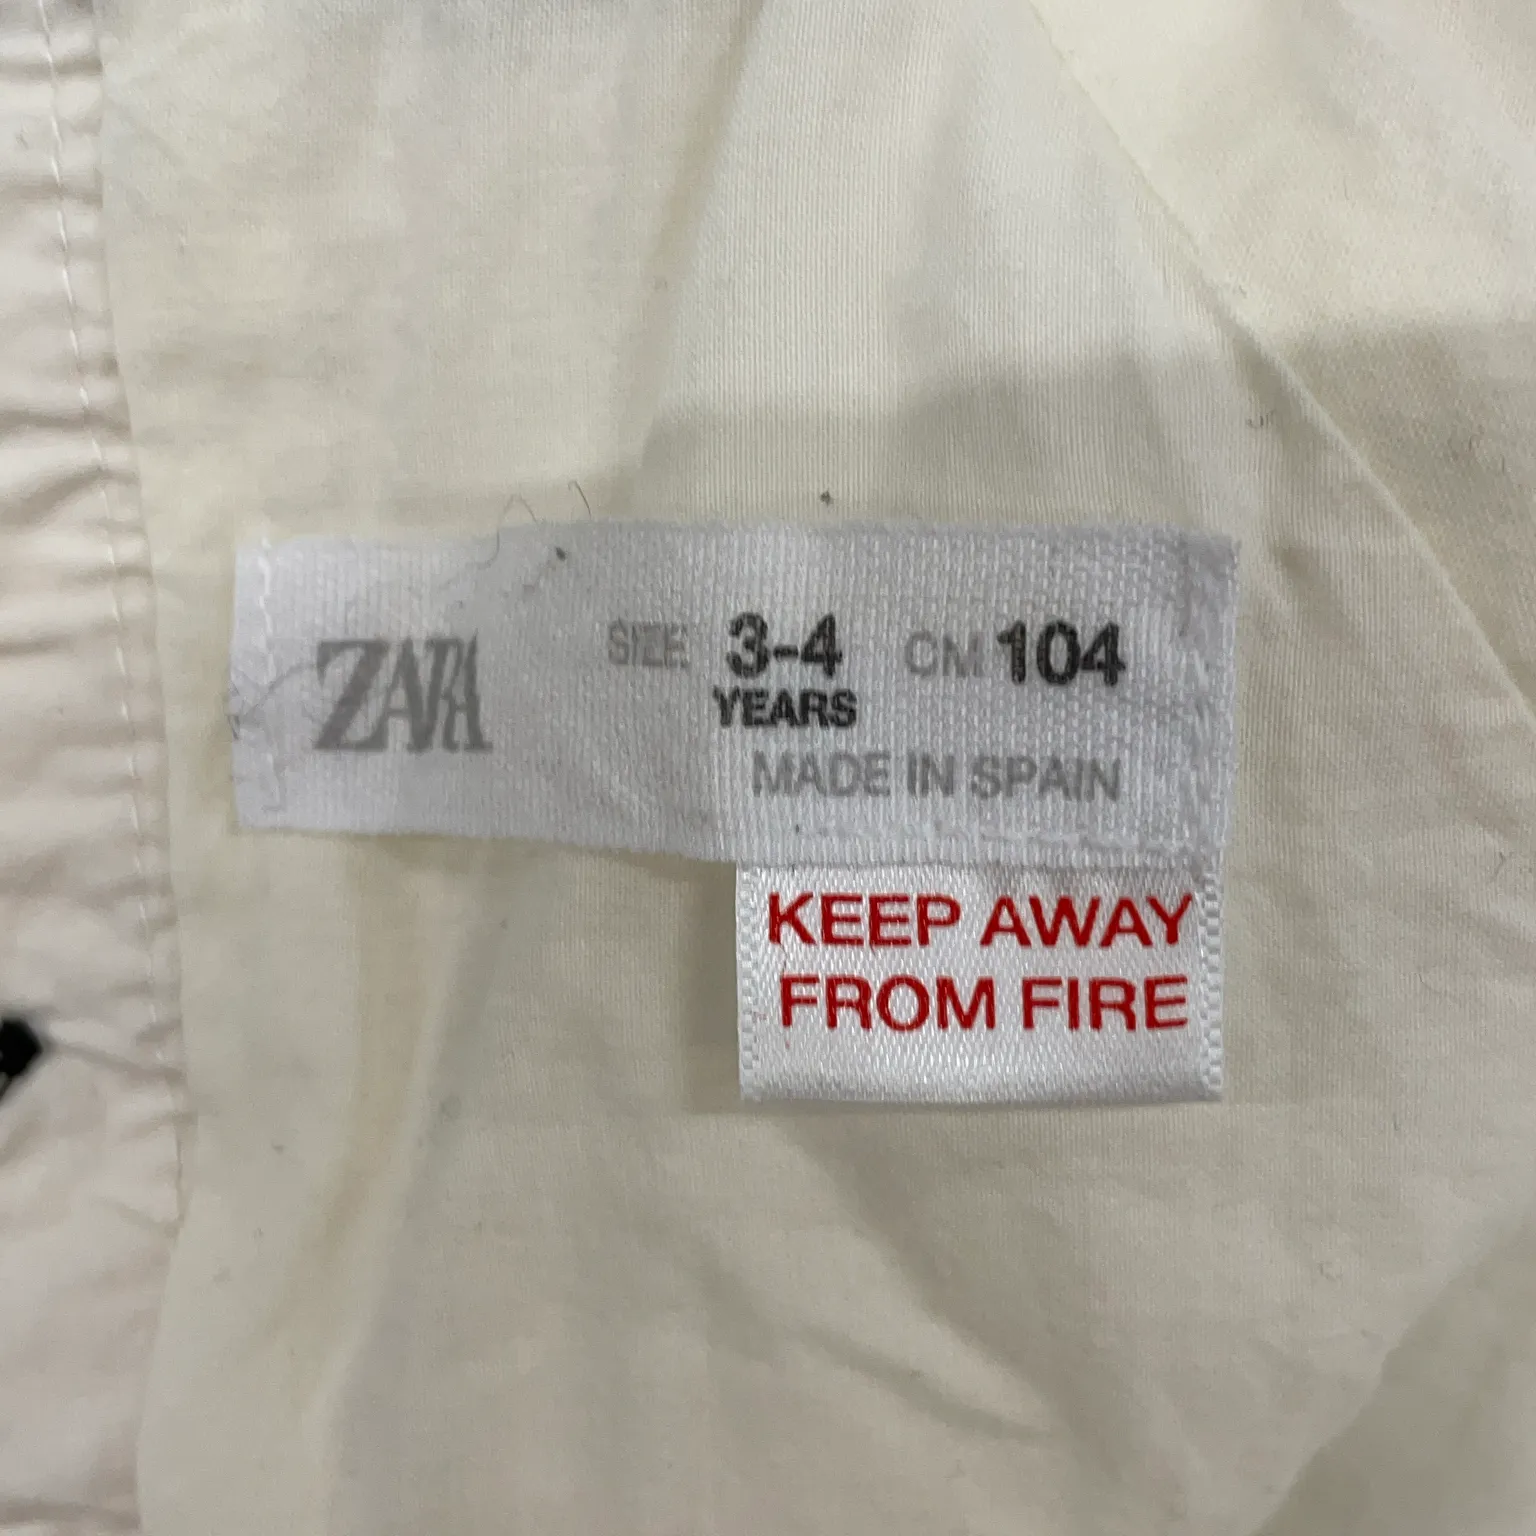 ZARA
SIZE 3-4 CM 104
YEARS
MADE IN SPAIN
KEEP AWAY
FROM FIRE